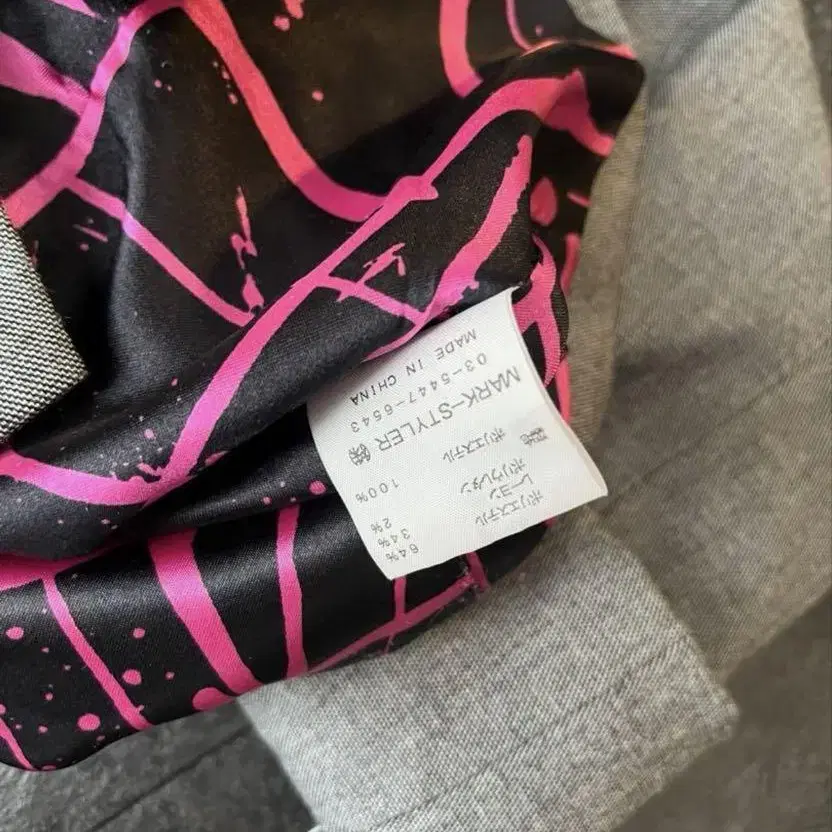 ポリエステル 64%
レーヨン 34%
ポリウレタン 2%
ポリエステル 100%
MARK-STYLER㈱
03-5447-6543
MADE IN CHINA